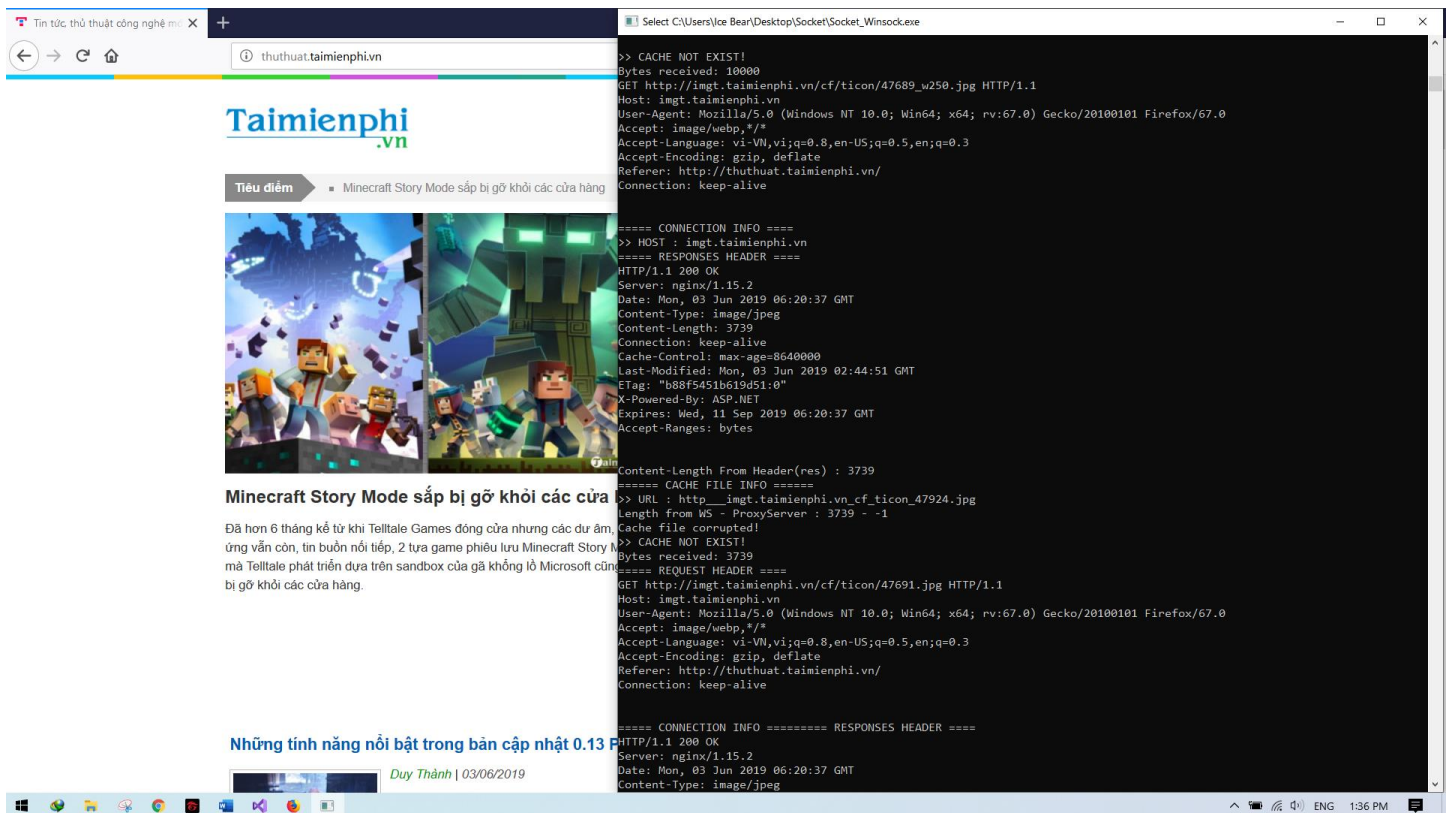 Tin tức, thủ thuật công nghệ mớ
thuthuat.taimienphi.vn
Taimienphi
.vn
Tiêu điểm
Minecraft Story Mode sắp bị gỡ khỏi các cửa hàng
Minecraft Story Mode sắp bị gỡ khỏi các cửa
Đã hơn 6 tháng kể từ khi Telltale Games đóng cửa nhưng các dư âm,
ứng vẫn còn, tin buồn nối tiếp, 2 tựa game phiêu lưu Minecraft Story M
mà Telltale phát triển dựa trên sandbox của gã khổng lồ Microsoft cũng
bị gỡ khỏi các cửa hàng.
Những tính năng nổi bật trong bản cập nhật 0.13 P
Duy Thành | 03/06/2019
Select C:\Users\Ice Bear\Desktop\Socket\Socket_Winsock.exe
>> CACHE NOT EXIST!
Bytes received: 10000
GET http://imgt.taimienphi.vn/cf/ticon/47689_w250.jpg HTTP/1.1
Host: imgt.taimienphi.vn
User-Agent: Mozilla/5.0 (Windows NT 10.0; Win64; x64; rv:67.0) Gecko/20100101 Firefox/67.0
Accept: image/webp,*/*
Accept-Language: vi-VN,vi;q=0.8,en-US;q=0.5,en;q=0.3
Accept-Encoding: gzip, deflate
Referer: http://thuthuat.taimienphi.vn/
Connection: keep-alive
===== CONNECTION INFO ====
>> HOST : imgt.taimienphi.vn
===== RESPONSES HEADER ====
HTTP/1.1 200 OK
Server: nginx/1.15.2
Date: Mon, 03 Jun 2019 06:20:37 GMT
Content-Type: image/jpeg
Content-Length: 3739
Connection: keep-alive
Cache-Control: max-age=8640000
Last-Modified: Mon, 03 Jun 2019 02:44:51 GMT
ETag: "b88f5451b619d51:0"
X-Powered-By: ASP.NET
Expires: Wed, 11 Sep 2019 06:20:37 GMT
Accept-Ranges: bytes
Content-Length From Header(res) : 3739
====== CACHE FILE INFO ======
>> URL : http___imgt.taimienphi.vn_cf_ticon_47924.jpg
Length from WS - ProxyServer : 3739 - -1
Cache file corrupted!
>> CACHE NOT EXIST!
Bytes received: 3739
===== REQUEST HEADER ====
GET http://imgt.taimienphi.vn/cf/ticon/47691.jpg HTTP/1.1
Host: imgt.taimienphi.vn
User-Agent: Mozilla/5.0 (Windows NT 10.0; Win64; x64; rv:67.0) Gecko/20100101 Firefox/67.0
Accept: image/webp,*/*
Accept-Language: vi-VN,vi;q=0.8,en-US;q=0.5,en;q=0.3
Accept-Encoding: gzip, deflate
Referer: http://thuthuat.taimienphi.vn/
Connection: keep-alive
===== CONNECTION INFO ========= RESPONSES HEADER ====
HTTP/1.1 200 OK
Server: nginx/1.15.2
Date: Mon, 03 Jun 2019 06:20:37 GMT
Content-Type: image/jpeg
ENG 1:36 PM